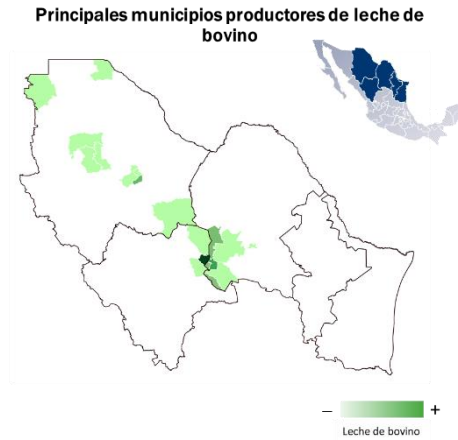 Principales municipios productores de leche de
bovino
– +
Leche de bovino